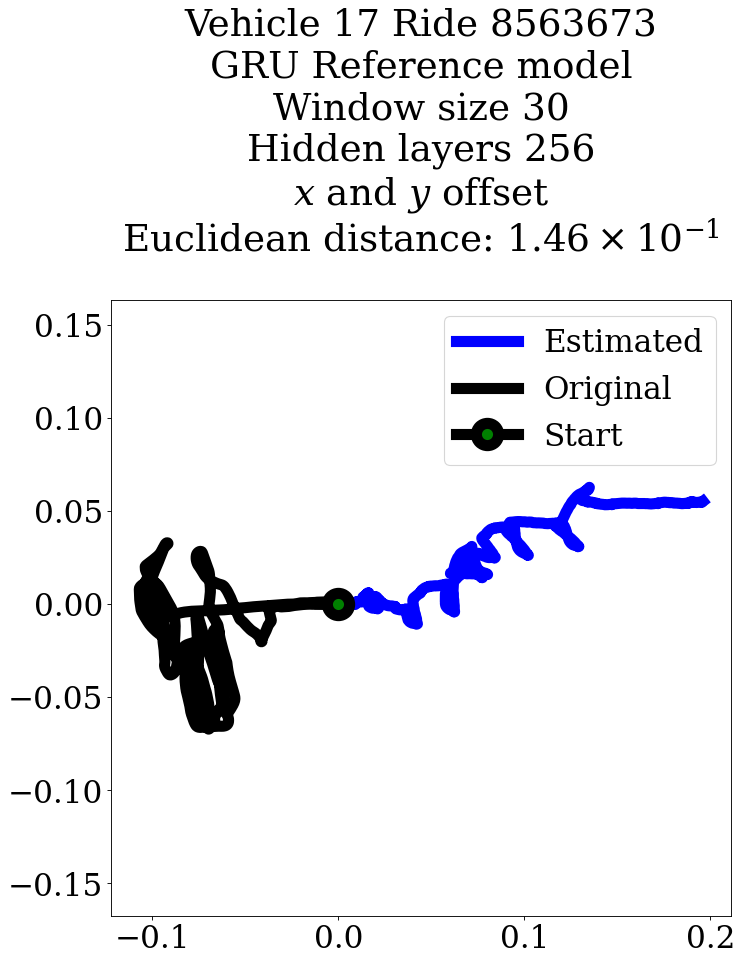 Vehicle 17 Ride 8563673
GRU Reference model
Window size 30
Hidden layers 256
x and y offset
Euclidean distance: 1.46 × 10⁻¹
Estimated
Original
Start
0.15
0.10
0.05
0.00
−0.05
−0.10
−0.15
−0.1 0.0 0.1 0.2